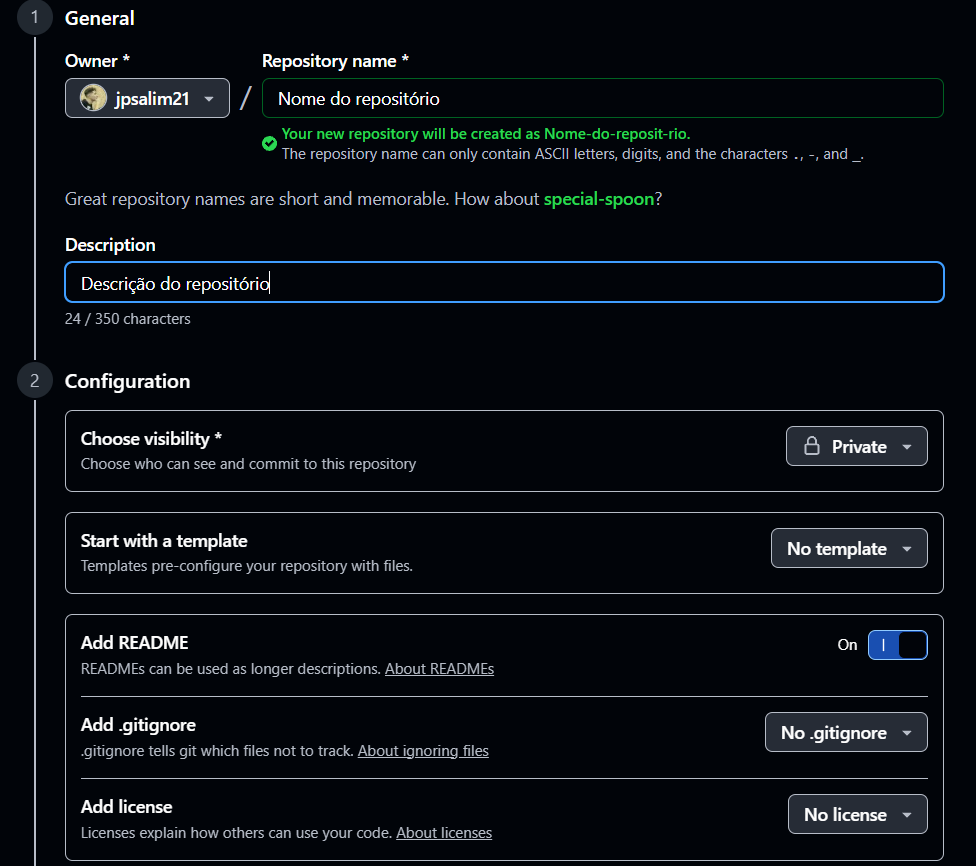 1 General
Owner * Repository name *
jpsalim21 / Nome do repositório
Your new repository will be created as Nome-do-reposit-rio.
The repository name can only contain ASCII letters, digits, and the characters ., -, and _.
Great repository names are short and memorable. How about special-spoon?
Description
Descrição do repositório
24 / 350 characters
2 Configuration
Choose visibility *
Choose who can see and commit to this repository
Private
Start with a template
Templates pre-configure your repository with files.
No template
Add README
READMEs can be used as longer descriptions. About READMEs
On
Add .gitignore
.gitignore tells git which files not to track. About ignoring files
No .gitignore
Add license
Licenses explain how others can use your code. About licenses
No license